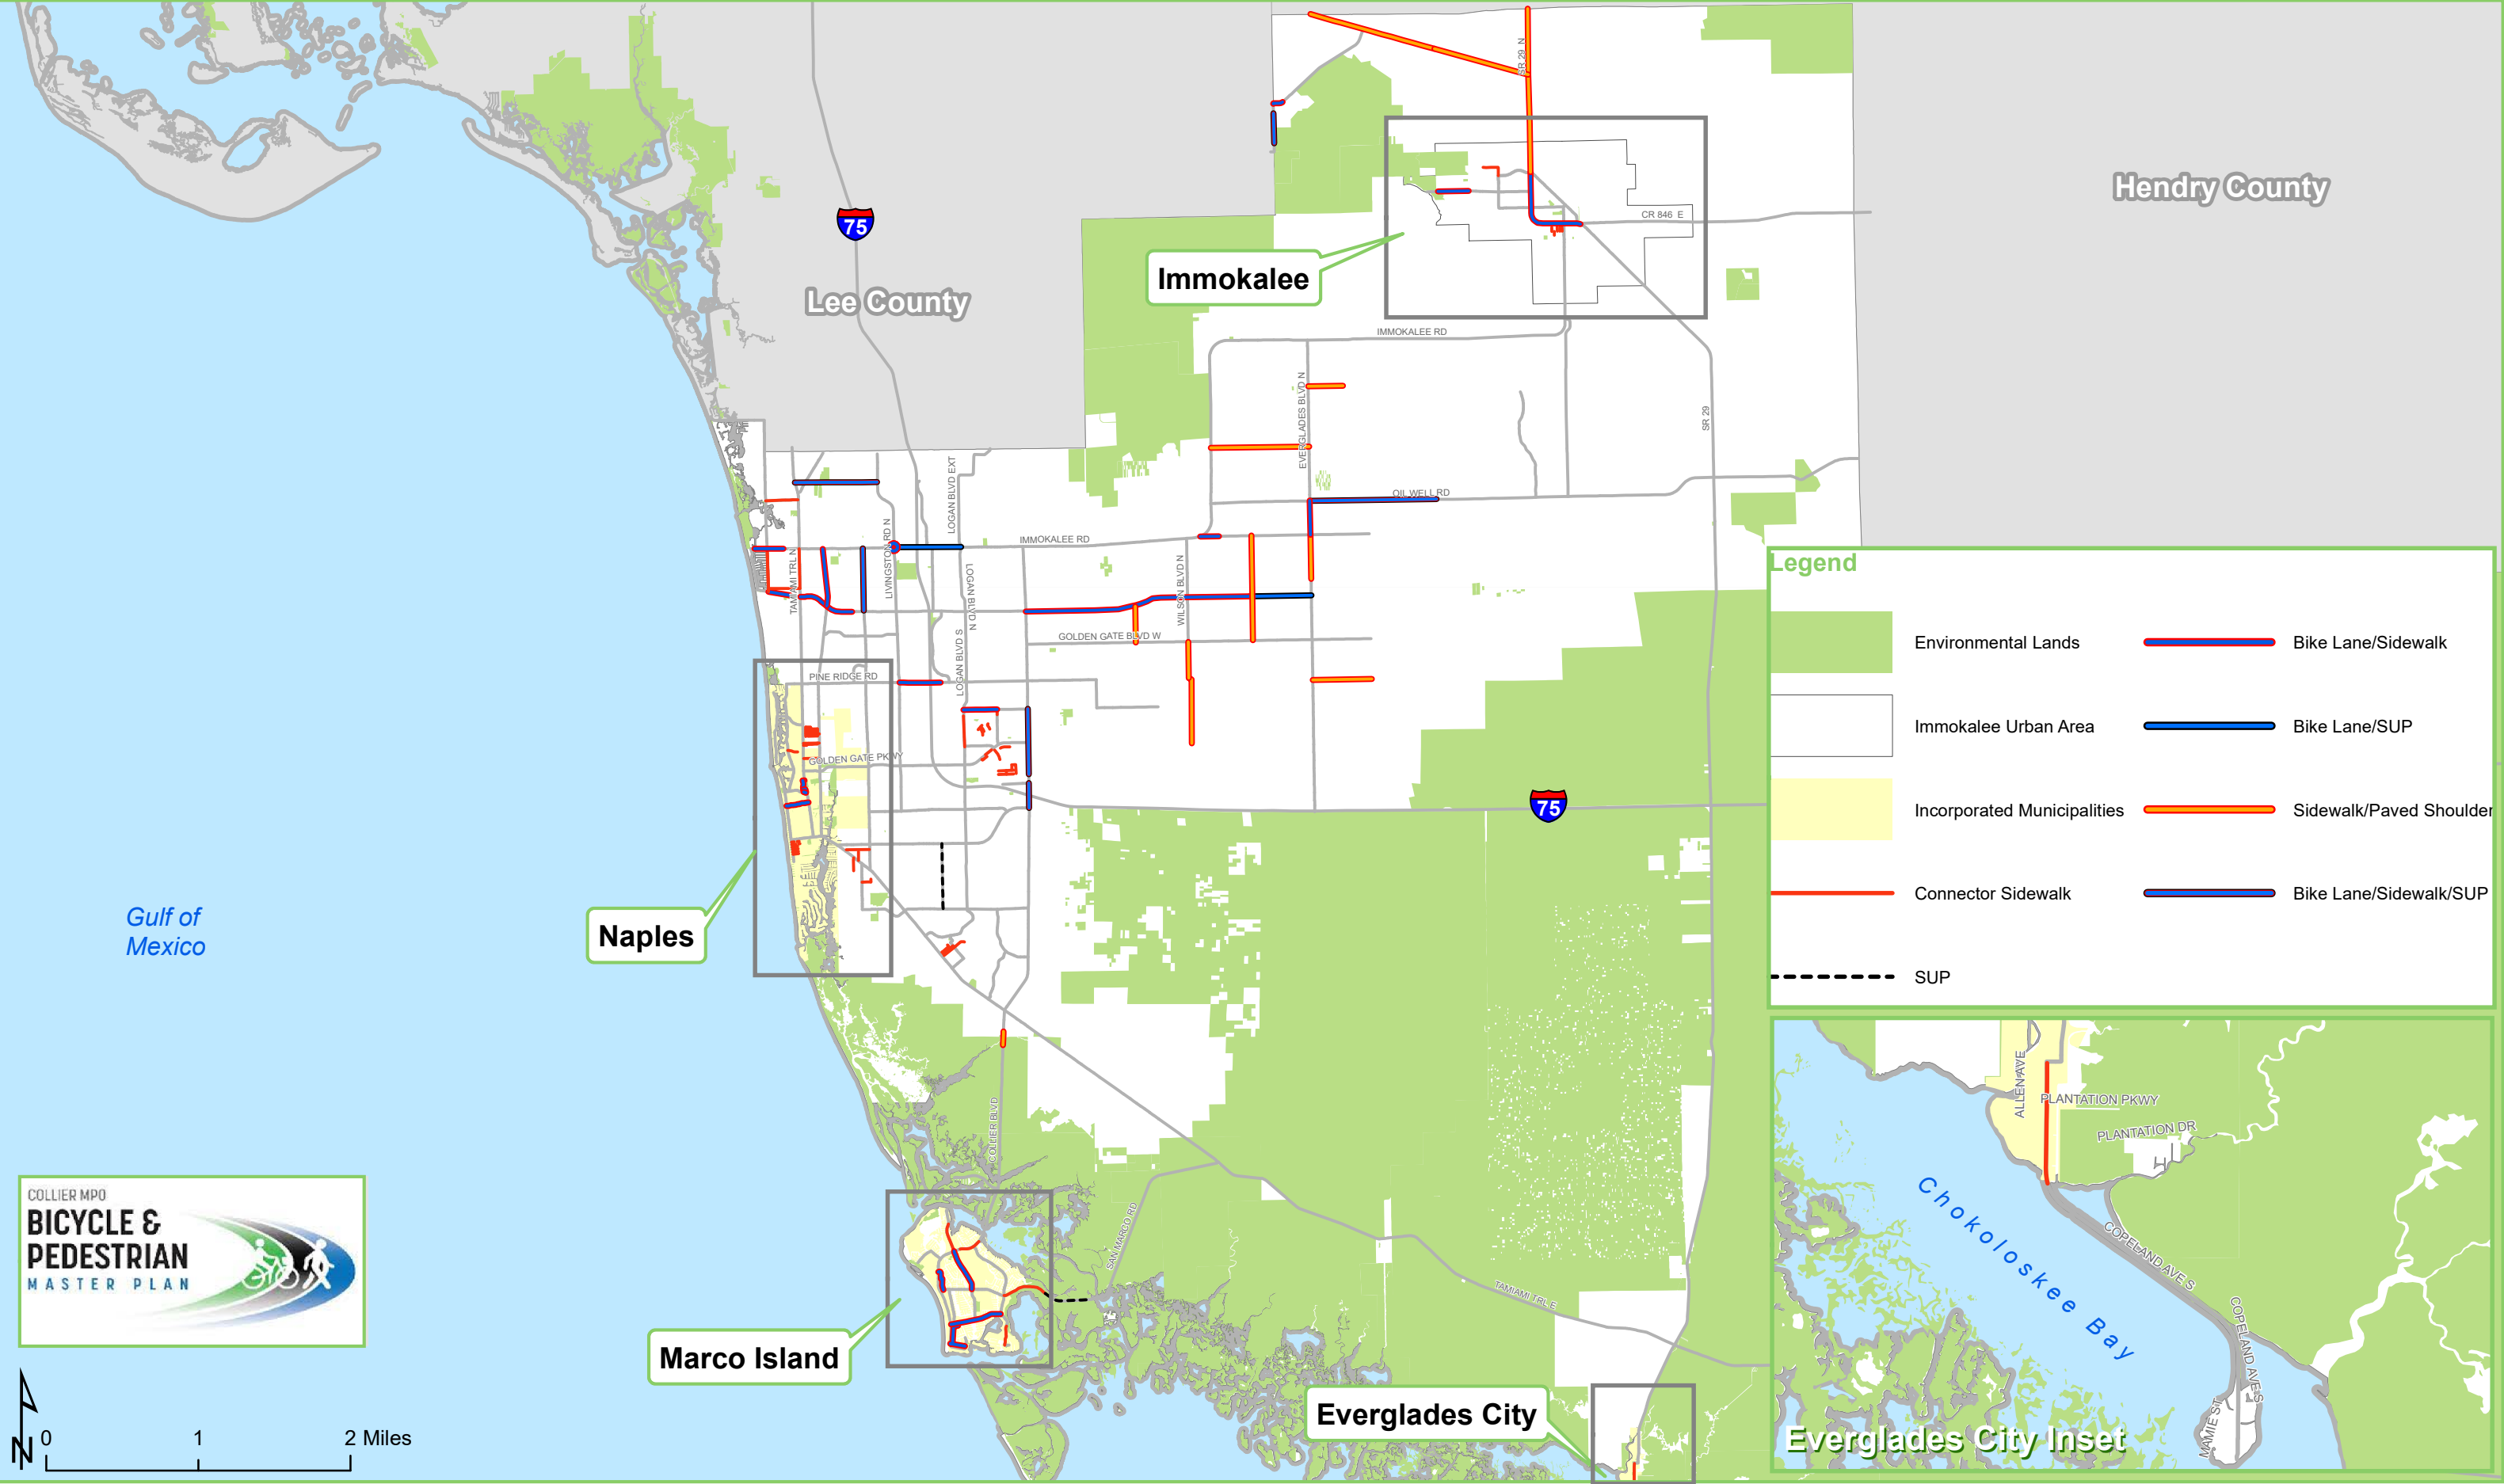 SR 29 N
Hendry County
75
CR 846 E
Immokalee
Lee County
IMMOKALEE RD
EVERGLADES BLVD N
SR 29
LOGAN BLVD EXT
OIL WELL RD
LIVINGSTON RD N
IMMOKALEE RD
TAMIAMI TRL N
LOGAN BLVD N
WILSON BLVD N
GOLDEN GATE BLVD W
LOGAN BLVD S
PINE RIDGE RD
GOLDEN GATE PKWY
75
Legend
Environmental Lands
Bike Lane/Sidewalk
Immokalee Urban Area
Bike Lane/SUP
Incorporated Municipalities
Sidewalk/Paved Shoulder
Connector Sidewalk
Bike Lane/Sidewalk/SUP
SUP
Gulf of
Mexico
Naples
COLLIER BLVD
SAN MARCO RD
TAMIAMI TRL E
Marco Island
Everglades City
ALLEN AVE
PLANTATION PKWY
PLANTATION DR
Chokoloskee Bay
COPELAND AVE S
COPELAND AVE S
MAMIE ST
Everglades City Inset
COLLIER MPO
BICYCLE &
PEDESTRIAN
MASTER PLAN
N
0 1 2 Miles